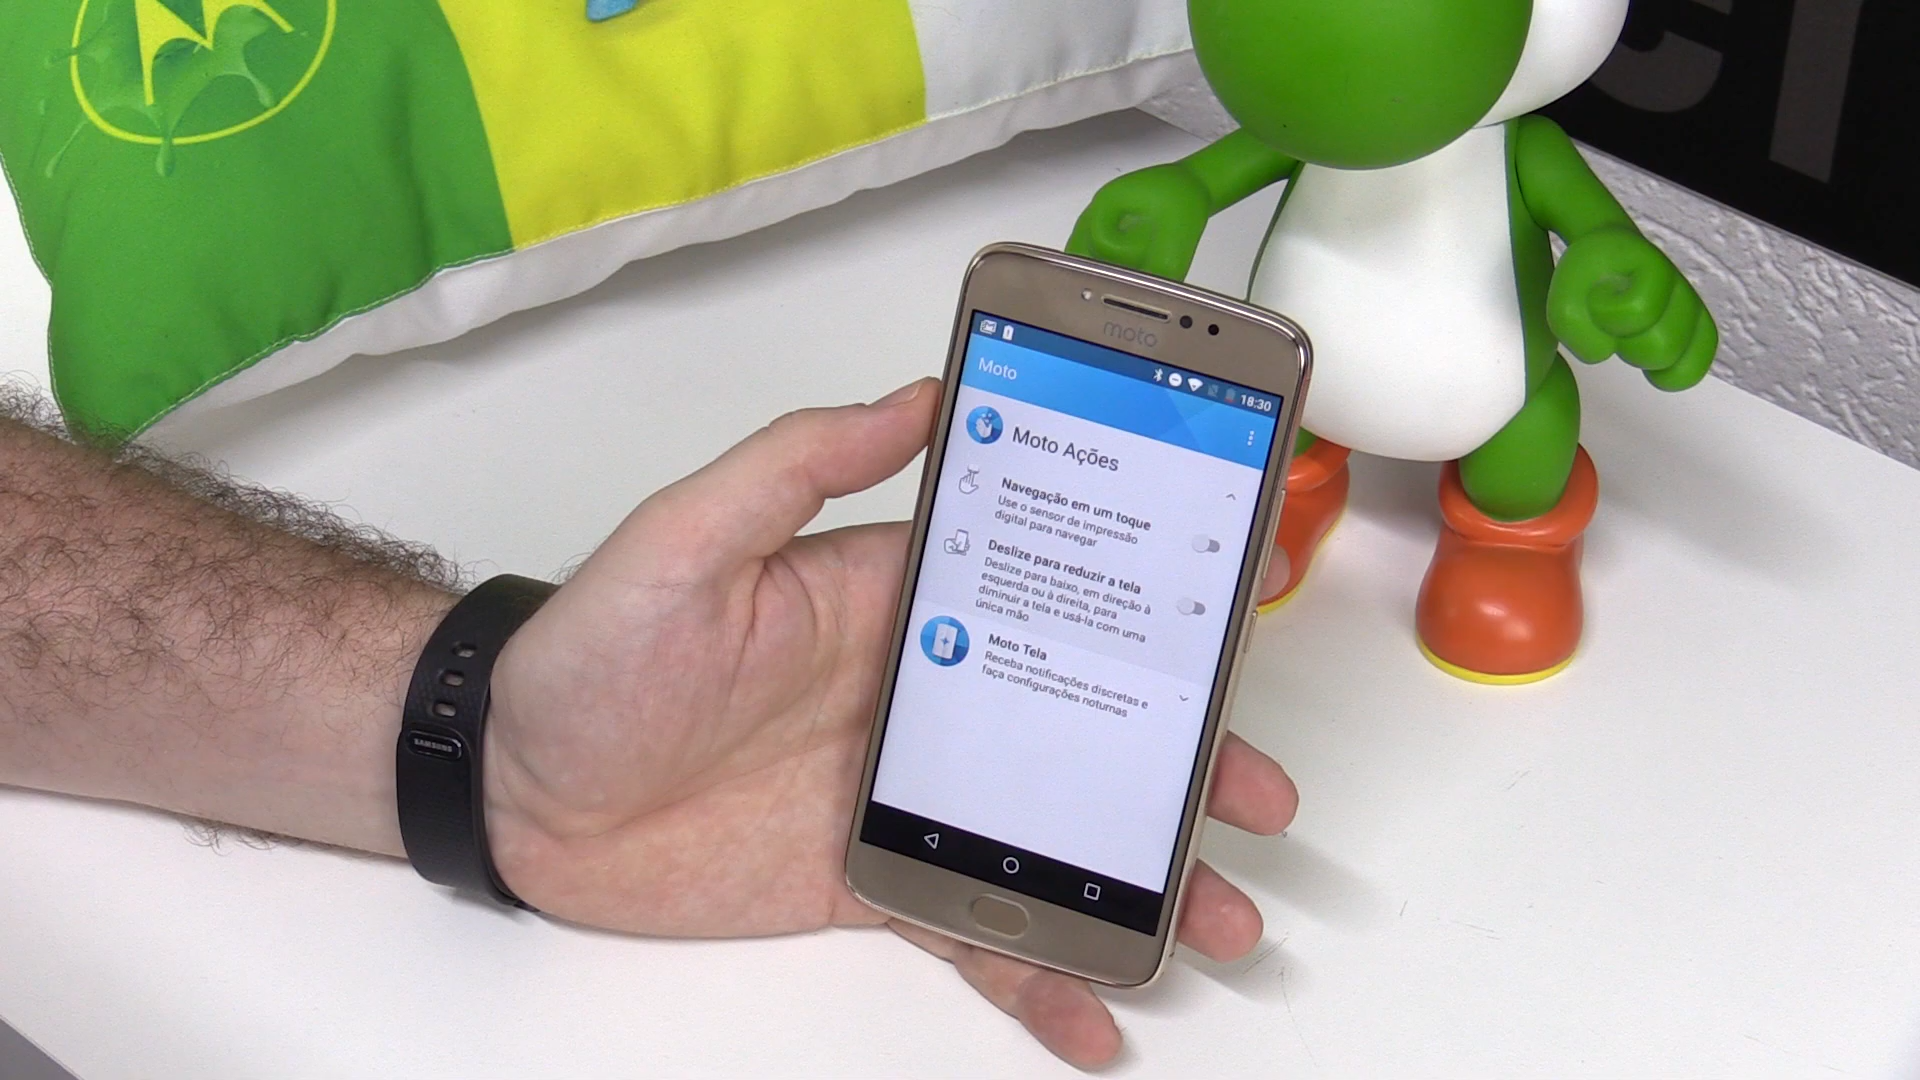 moto
18:30
Moto
Moto Ações
Navegação em um toque
Use o sensor de impressão
digital para navegar
Deslize para reduzir a tela
Deslize para baixo, em direção à
esquerda ou à direita, para
diminuir a tela e usá-la com uma
única mão
Moto Tela
Receba notificações discretas e
faça configurações noturnas
SAMSUNG